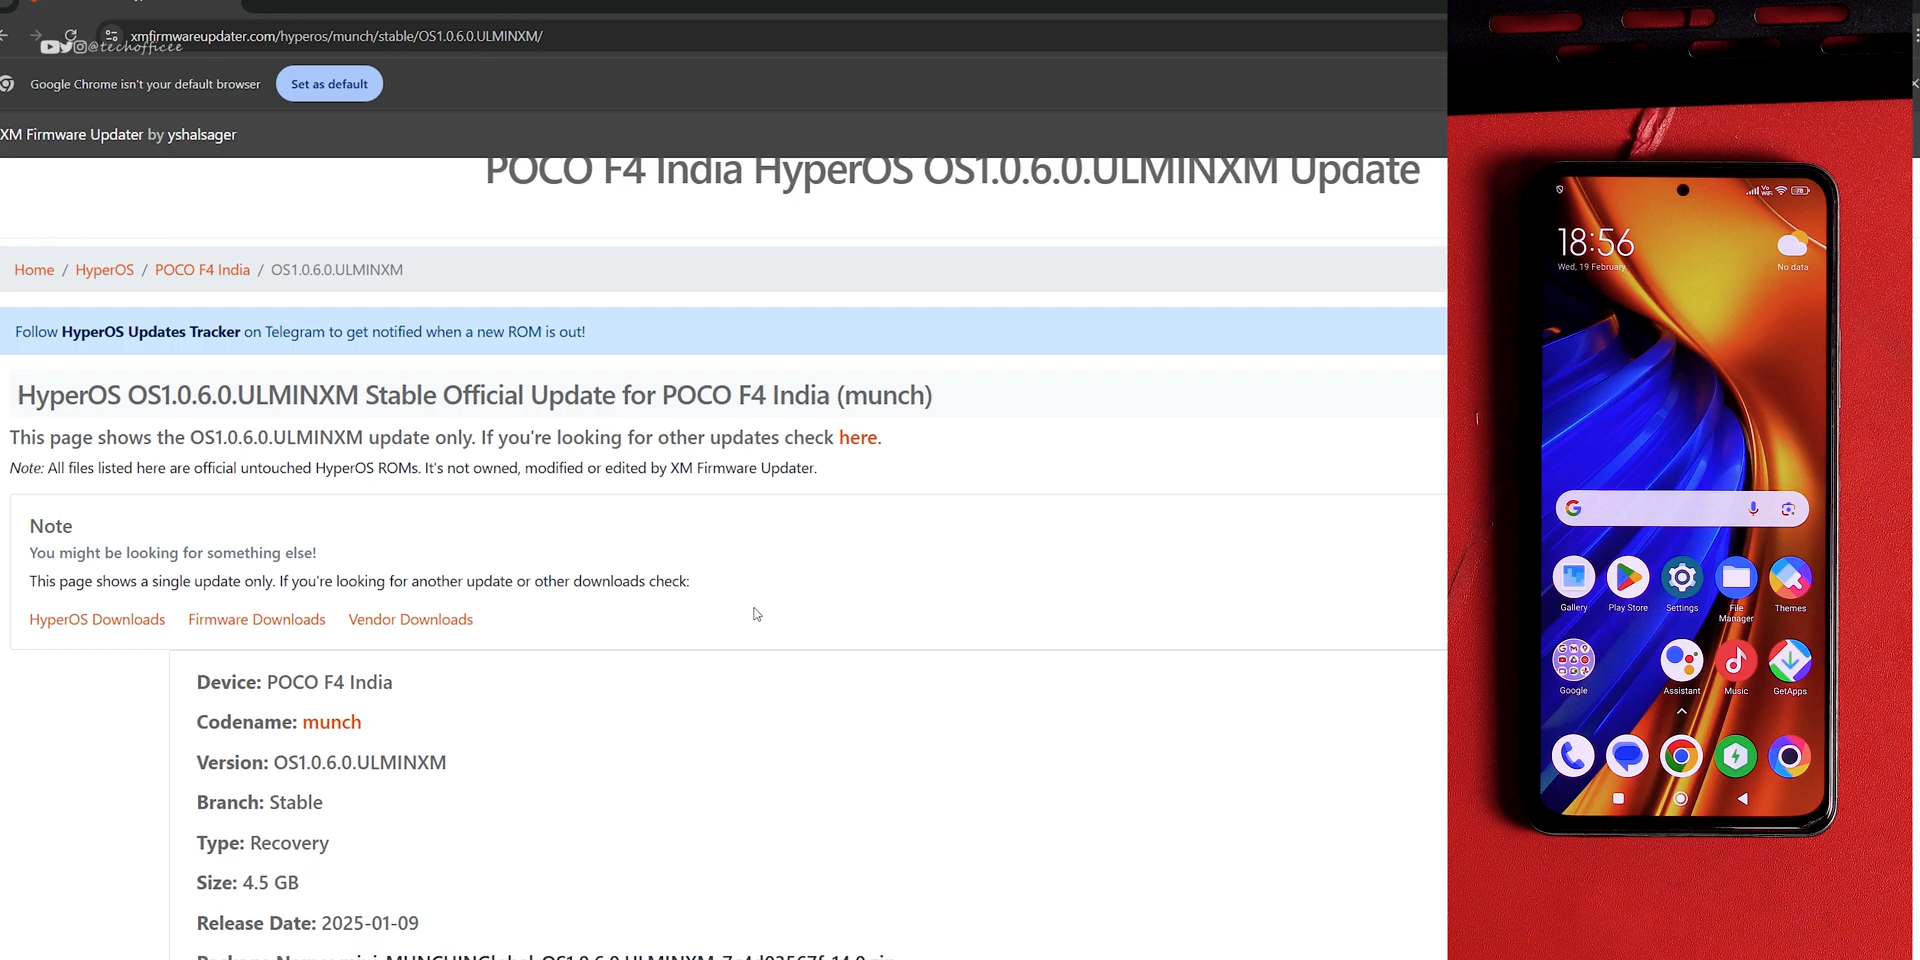 xmfirmwareupdater.com/hyperos/munch/stable/OS1.0.6.0.ULMINXM/
@techofficee
Google Chrome isn't your default browser
Set as default
XM Firmware Updater by yshalsager
POCO F4 India HyperOS OS1.0.6.0.ULMINXM Update
Home / HyperOS / POCO F4 India / OS1.0.6.0.ULMINXM
Follow HyperOS Updates Tracker on Telegram to get notified when a new ROM is out!
HyperOS OS1.0.6.0.ULMINXM Stable Official Update for POCO F4 India (munch)
This page shows the OS1.0.6.0.ULMINXM update only. If you're looking for other updates check here.
Note: All files listed here are official untouched HyperOS ROMs. It's not owned, modified or edited by XM Firmware Updater.
Note
You might be looking for something else!
This page shows a single update only. If you're looking for another update or other downloads check:
HyperOS Downloads Firmware Downloads Vendor Downloads
Device: POCO F4 India
Codename: munch
Version: OS1.0.6.0.ULMINXM
Branch: Stable
Type: Recovery
Size: 4.5 GB
Release Date: 2025-01-09
18:56
Wed, 19 February
No data
Gallery
Play Store
Settings
File
Manager
Themes
Google
Assistant
Music
GetApps